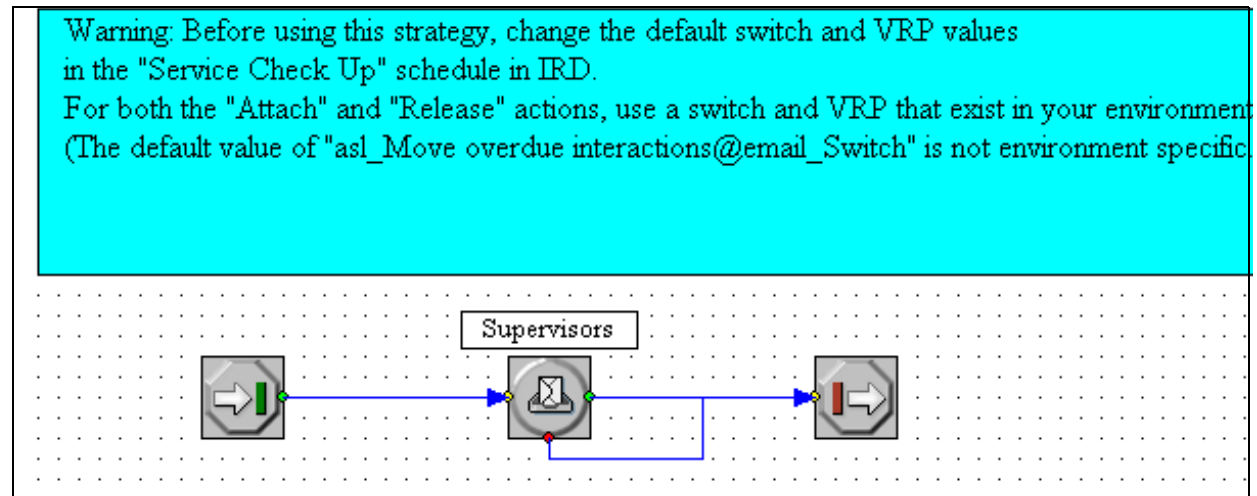 Warning: Before using this strategy, change the default switch and VRP values
in the "Service Check Up" schedule in IRD.
For both the "Attach" and "Release" actions, use a switch and VRP that exist in your environment
(The default value of "asl_Move overdue interactions@email_Switch" is not environment specific.
Supervisors